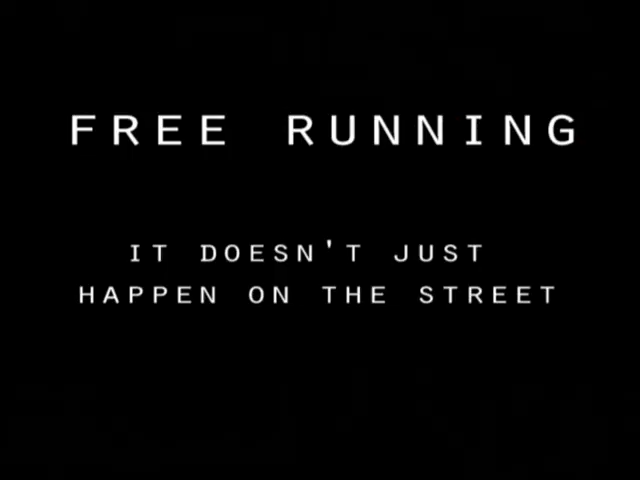 FREE RUNNING
IT DOESN'T JUST
HAPPEN ON THE STREET